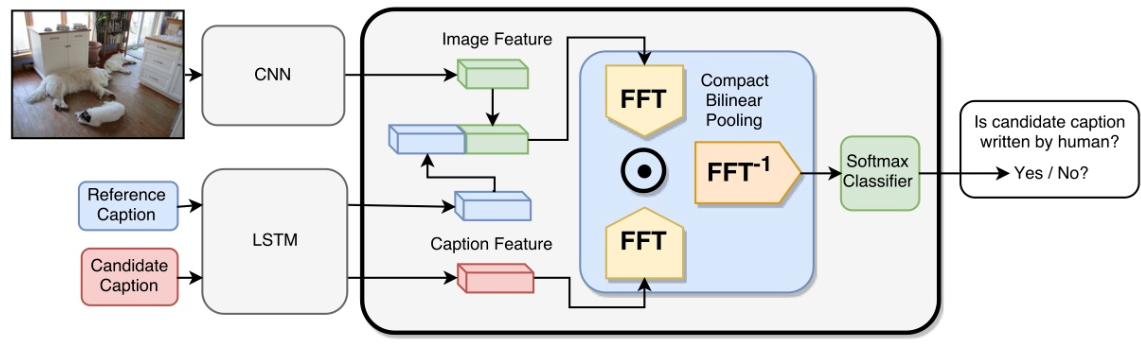 CNN
Reference
Caption
Candidate
Caption
LSTM
Image Feature
Caption Feature
FFT
Compact
Bilinear
Pooling
FFT-1
FFT
Softmax
Classifier
Is candidate caption
written by human?
Yes / No?